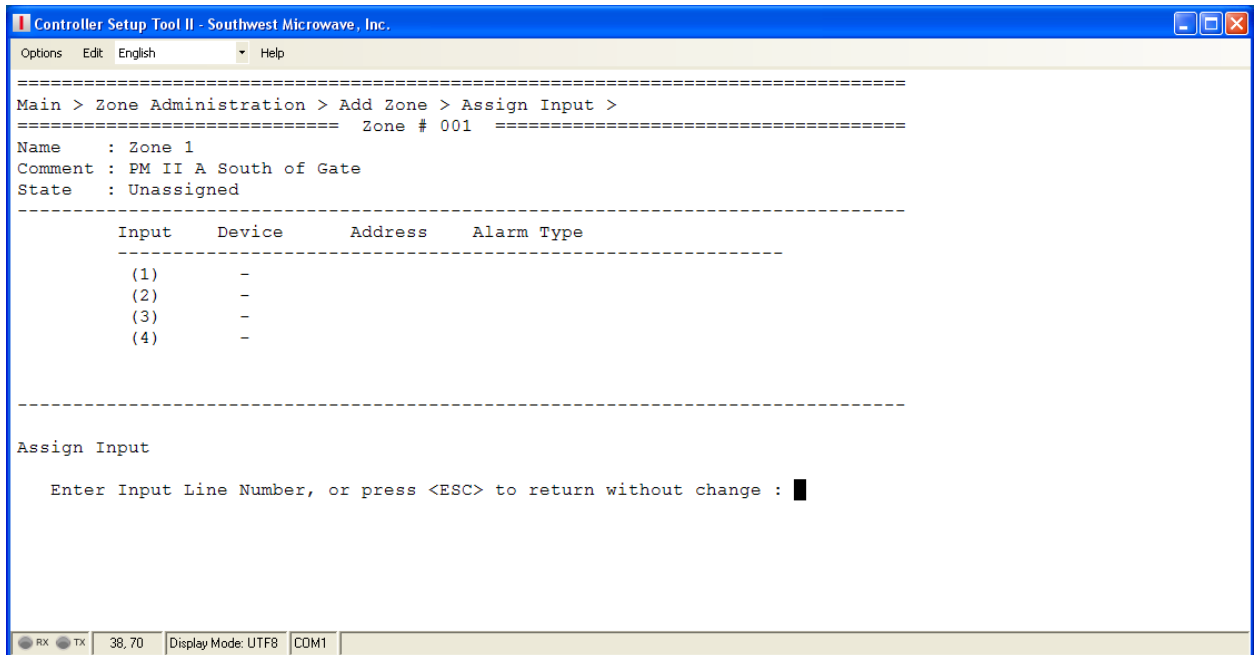 Controller Setup Tool II - Southwest Microwave, Inc.
Options Edit English Help
================================================================================
Main > Zone Administration > Add Zone > Assign Input >
============================= Zone # 001 =====================================
Name : Zone 1
Comment : PM II A South of Gate
State : Unassigned
--------------------------------------------------------------------------------
Input Device Address Alarm Type
------------------------------------------------------------
(1) -
(2) -
(3) -
(4) -
--------------------------------------------------------------------------------
Assign Input
Enter Input Line Number, or press <ESC> to return without change :
RX TX 38, 70 Display Mode: UTF8 COM1